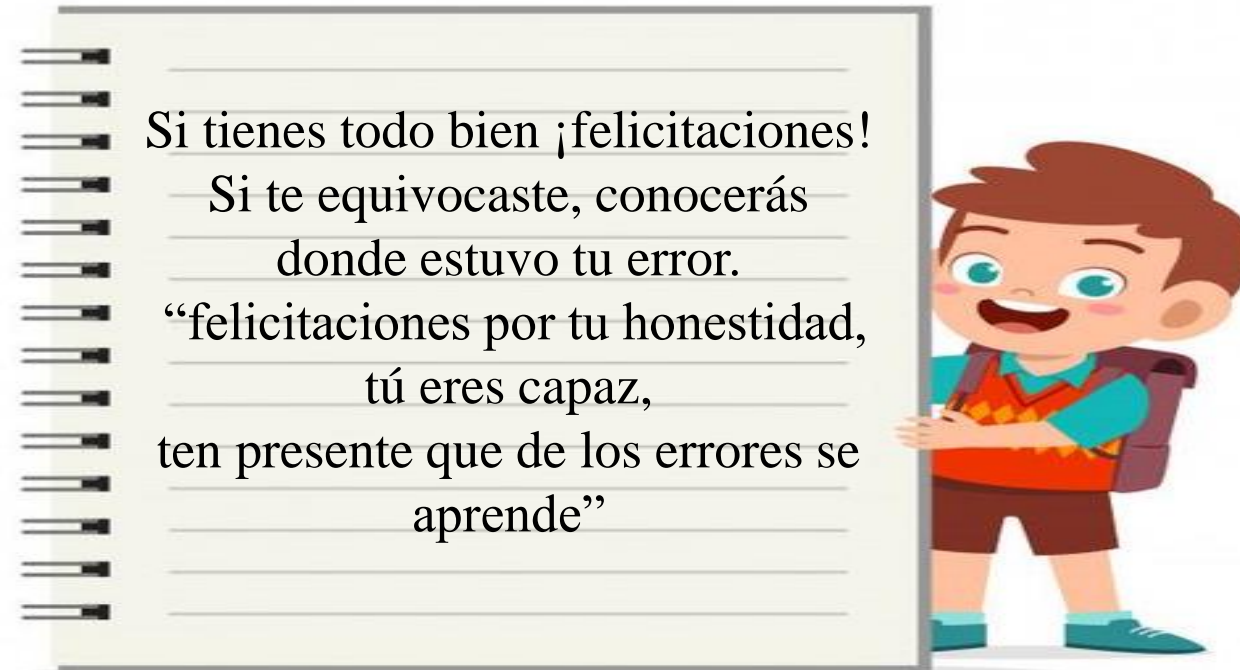 Si tienes todo bien ¡felicitaciones!
Si te equivocaste, conocerás
donde estuvo tu error.
“felicitaciones por tu honestidad,
tú eres capaz,
ten presente que de los errores se
aprende”